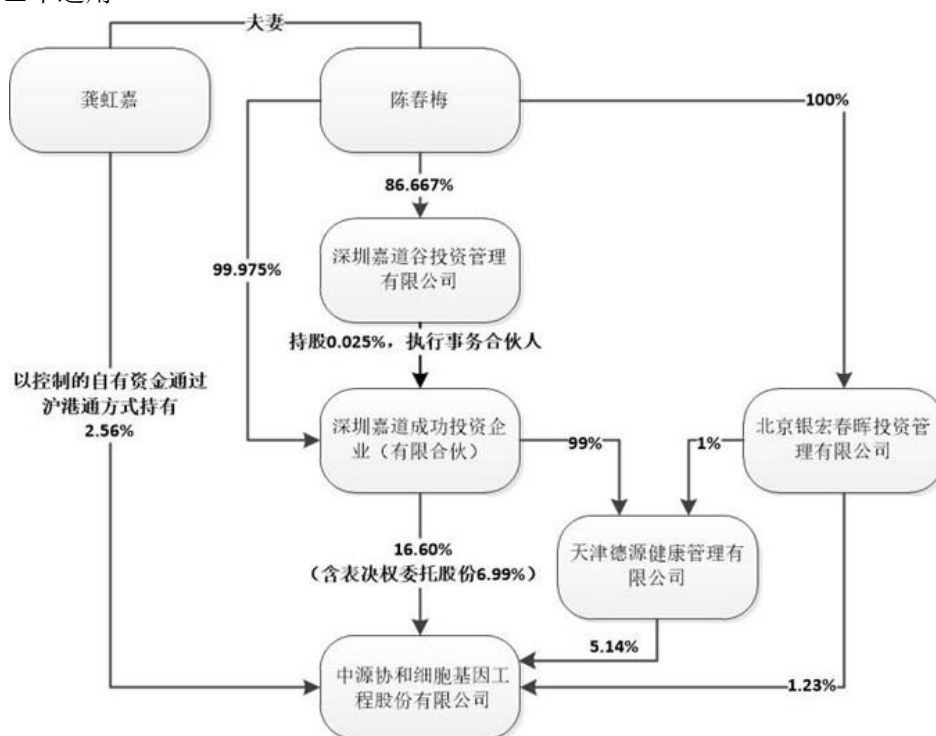 夫妻
龚虹嘉
陈春梅
100%
86.667%
深圳嘉道谷投资管理
有限公司
99.975%
持股0.025%，执行事务合伙人
以控制的自有资金通过
沪港通方式持有
2.56%
深圳嘉道成功投资企
业（有限合伙）
99%
1%
北京银宏春晖投资管
理有限公司
16.60%
（含表决权委托股份6.99%）
天津德源健康管理有
限公司
5.14%
中源协和细胞基因工
程股份有限公司
1.23%